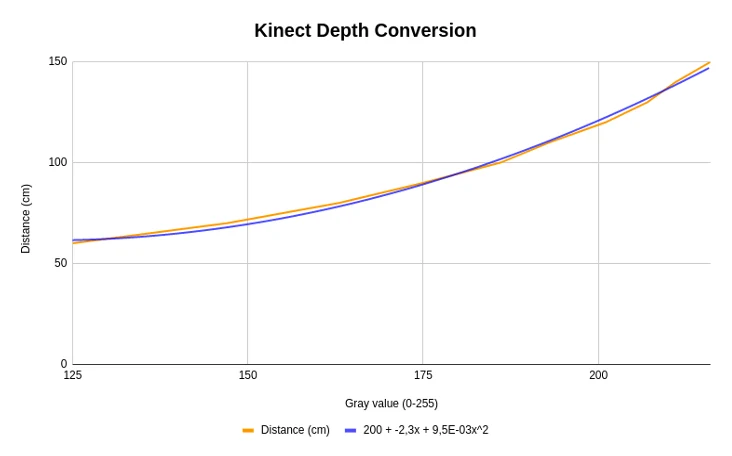 Kinect Depth Conversion
150
100
50
0
Distance (cm)
125 150 175 200
Gray value (0-255)
Distance (cm) 200 + -2,3x + 9,5E-03x^2